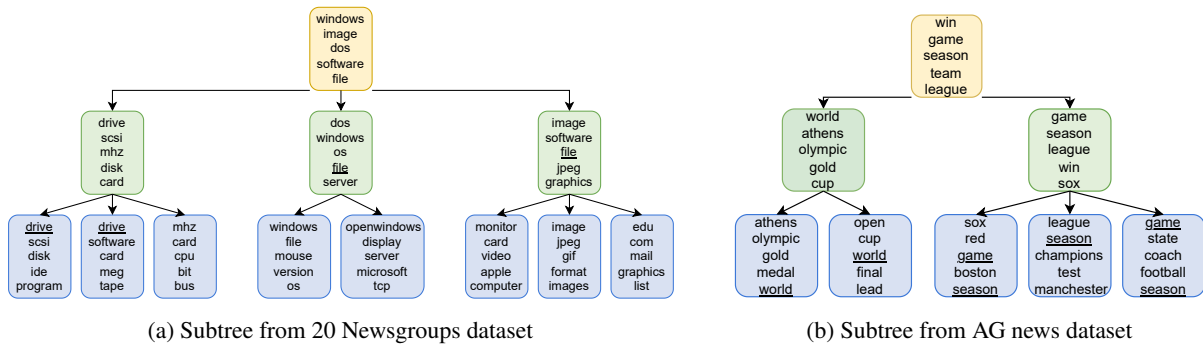 windows
image
dos
software
file
drive
scsi
mhz
disk
card
dos
windows
os
file
server
image
software
file
jpeg
graphics
drive
scsi
disk
ide
program
drive
software
card
meg
tape
mhz
card
cpu
bit
bus
windows
file
mouse
version
os
openwindows
display
server
microsoft
tcp
monitor
card
video
apple
computer
image
jpeg
gif
format
images
edu
com
mail
graphics
list
(a) Subtree from 20 Newsgroups dataset
win
game
season
team
league
world
athens
olympic
gold
cup
game
season
league
win
sox
athens
olympic
gold
medal
world
open
cup
world
final
lead
sox
red
game
boston
season
league
season
champions
test
manchester
game
state
coach
football
season
(b) Subtree from AG news dataset